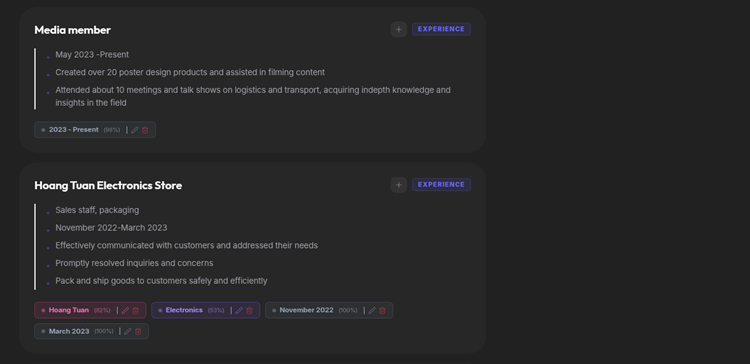 Media member
+ EXPERIENCE
May 2023 -Present
Created over 20 poster design products and assisted in filming content
Attended about 10 meetings and talk shows on logistics and transport, acquiring indepth knowledge and
insights in the field
2023 - Present (98%)
Hoang Tuan Electronics Store
+ EXPERIENCE
Sales staff, packaging
November 2022-March 2023
Effectively communicated with customers and addressed their needs
Promptly resolved inquiries and concerns
Pack and ship goods to customers safely and efficiently
Hoang Tuan (82%) Electronics (53%) November 2022 (100%)
March 2023 (100%)